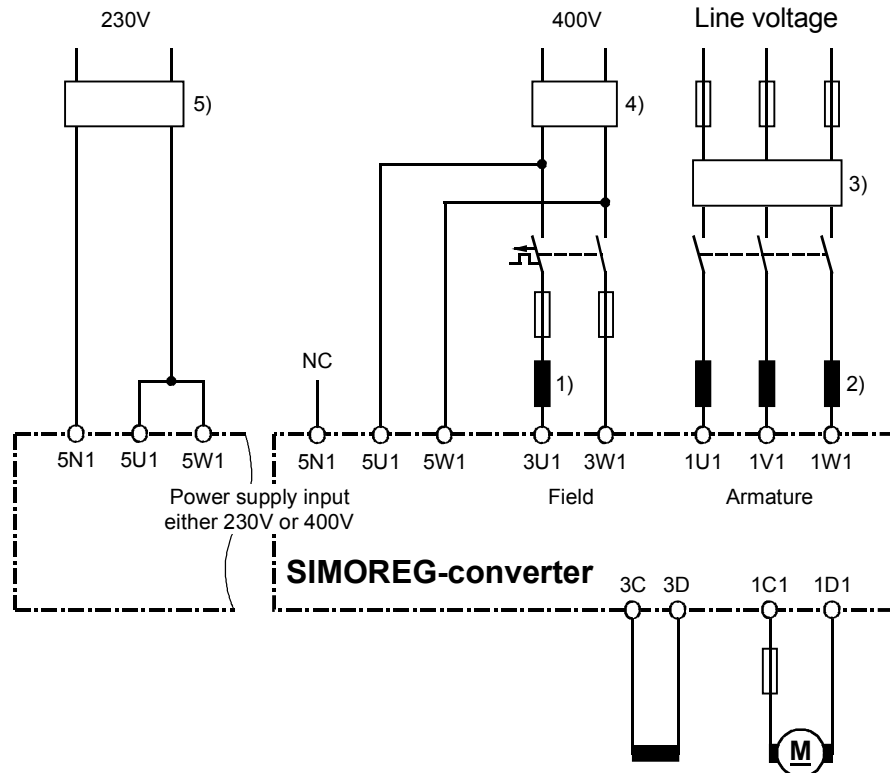 230V 400V Line voltage
5) 4) 3)
NC 1) 2)
5N1 5U1 5W1 5N1 5U1 5W1 3U1 3W1 1U1 1V1 1W1
Power supply input
either 230V or 400V
Field Armature
SIMOREG-converter
3C 3D 1C1 1D1
M